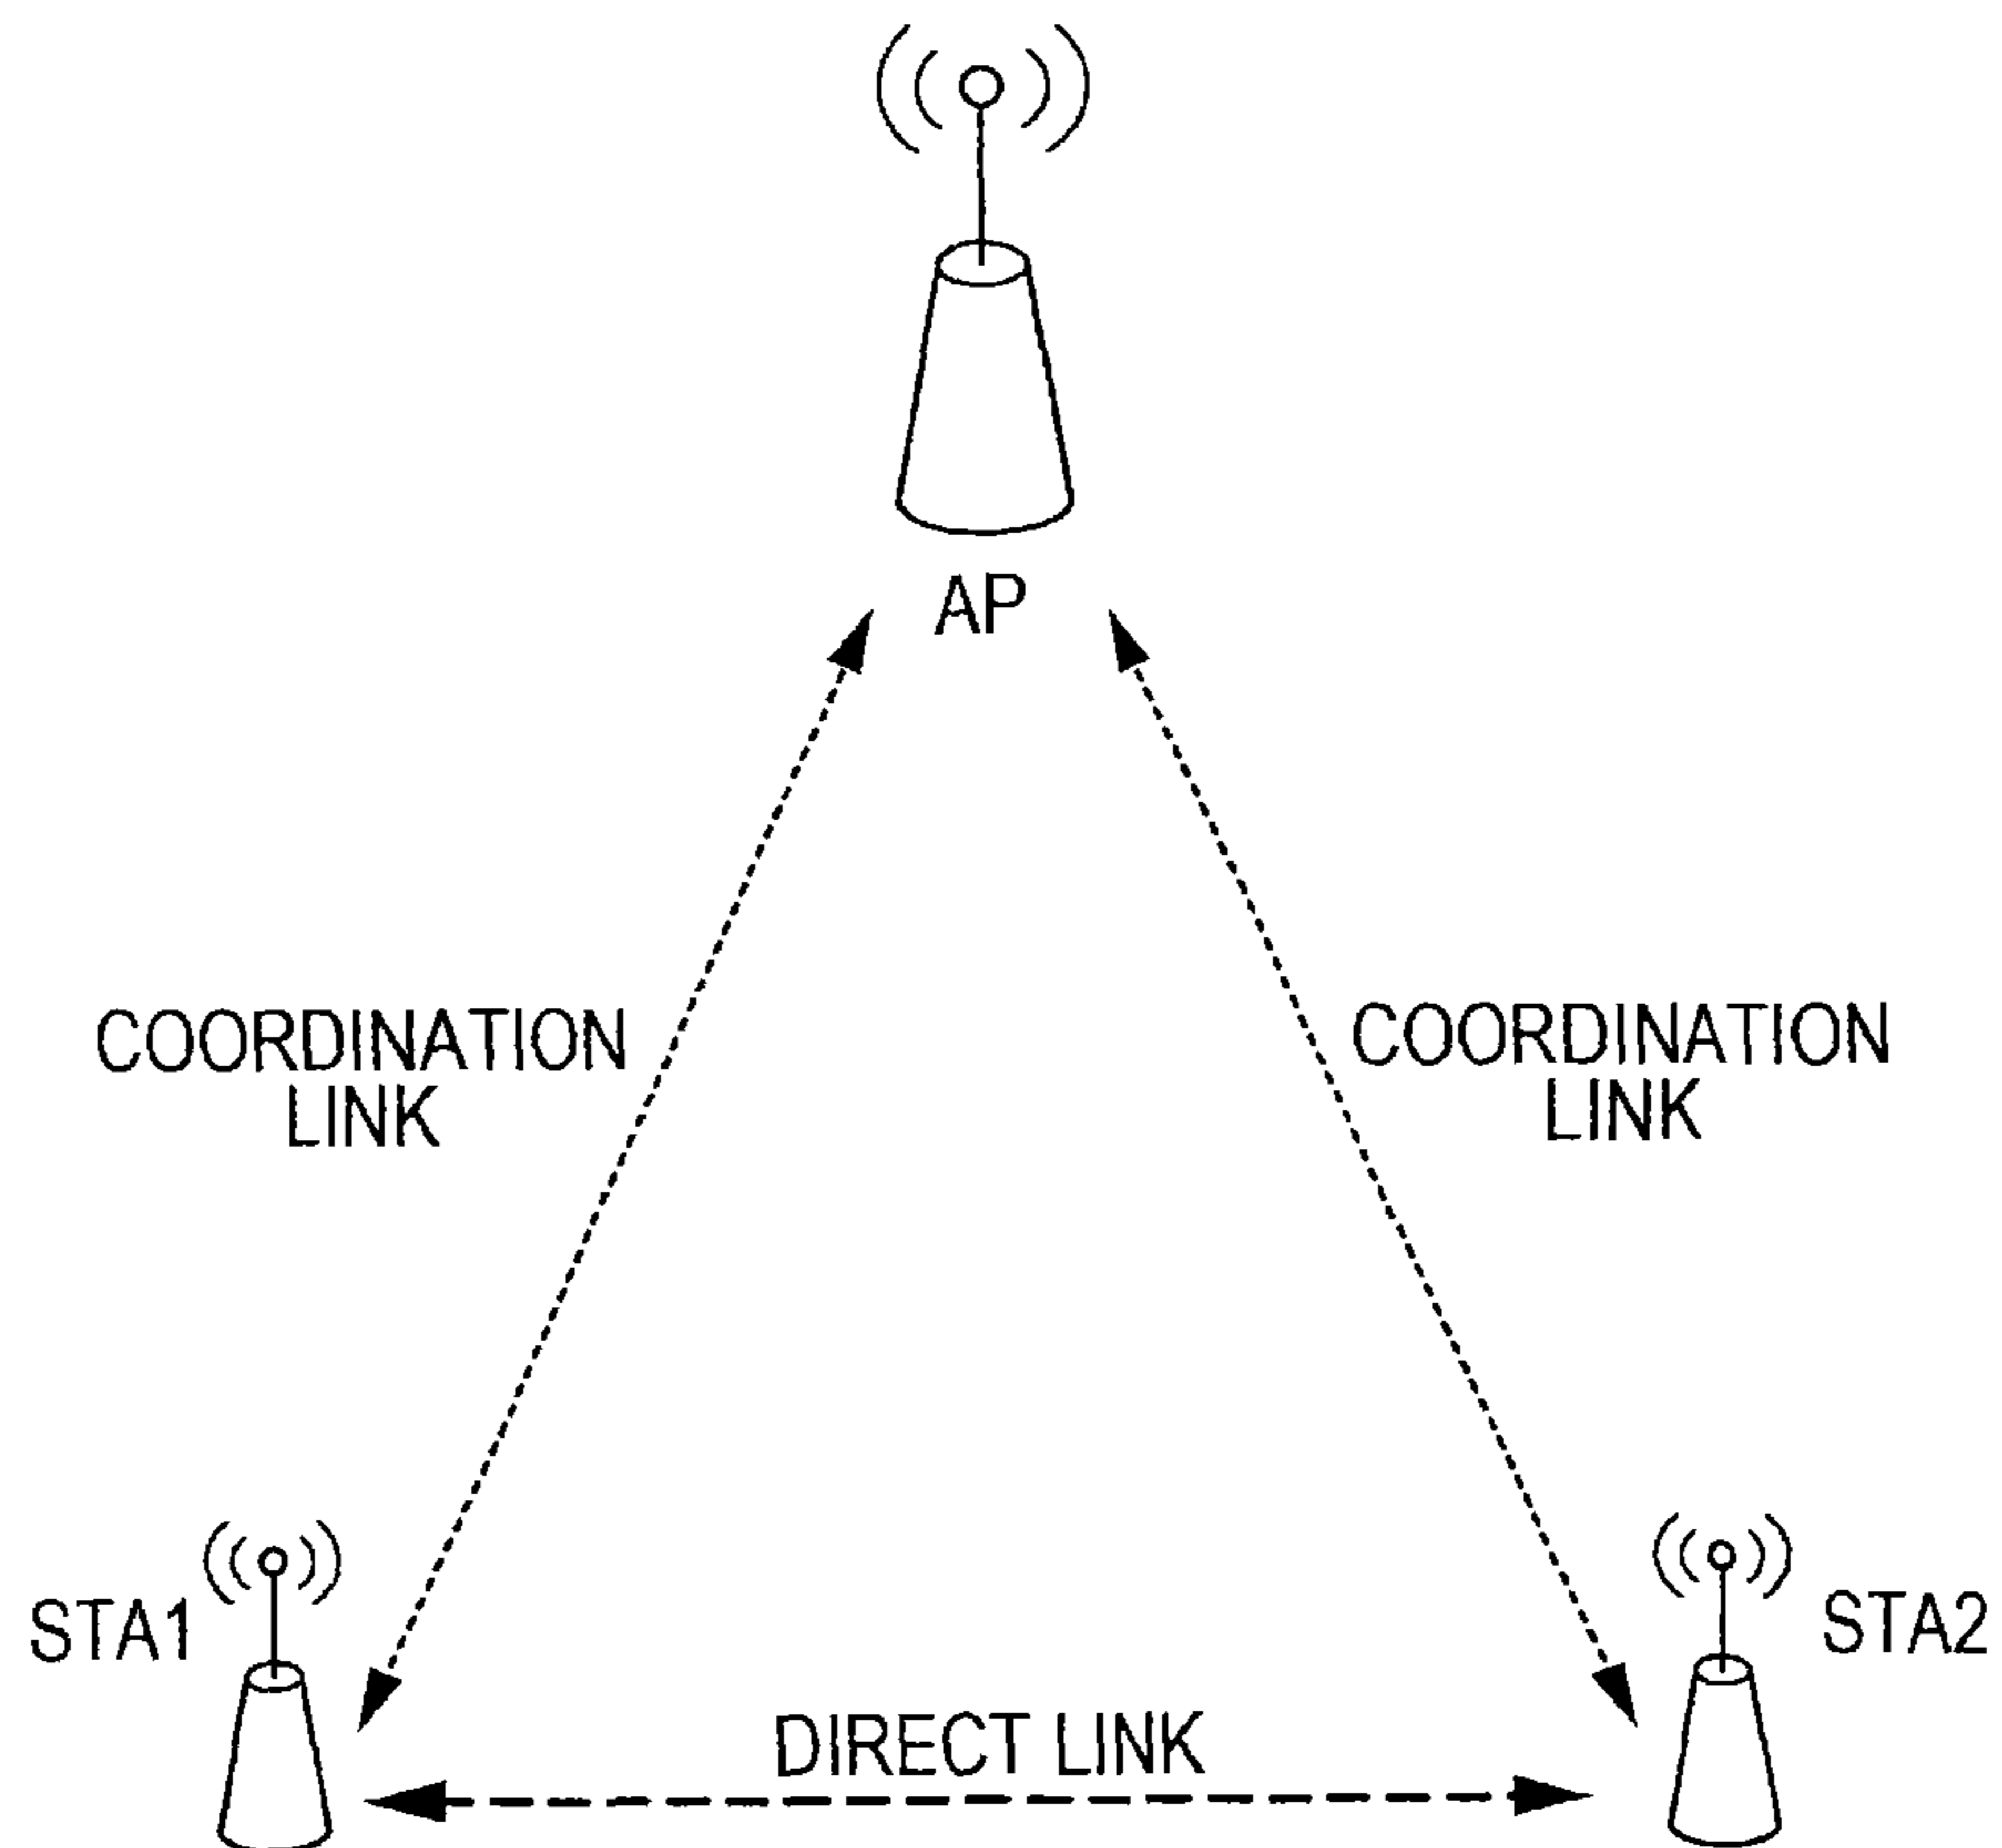 AP
COORDINATION
LINK
COORDINATION
LINK
STA1
STA2
DIRECT LINK